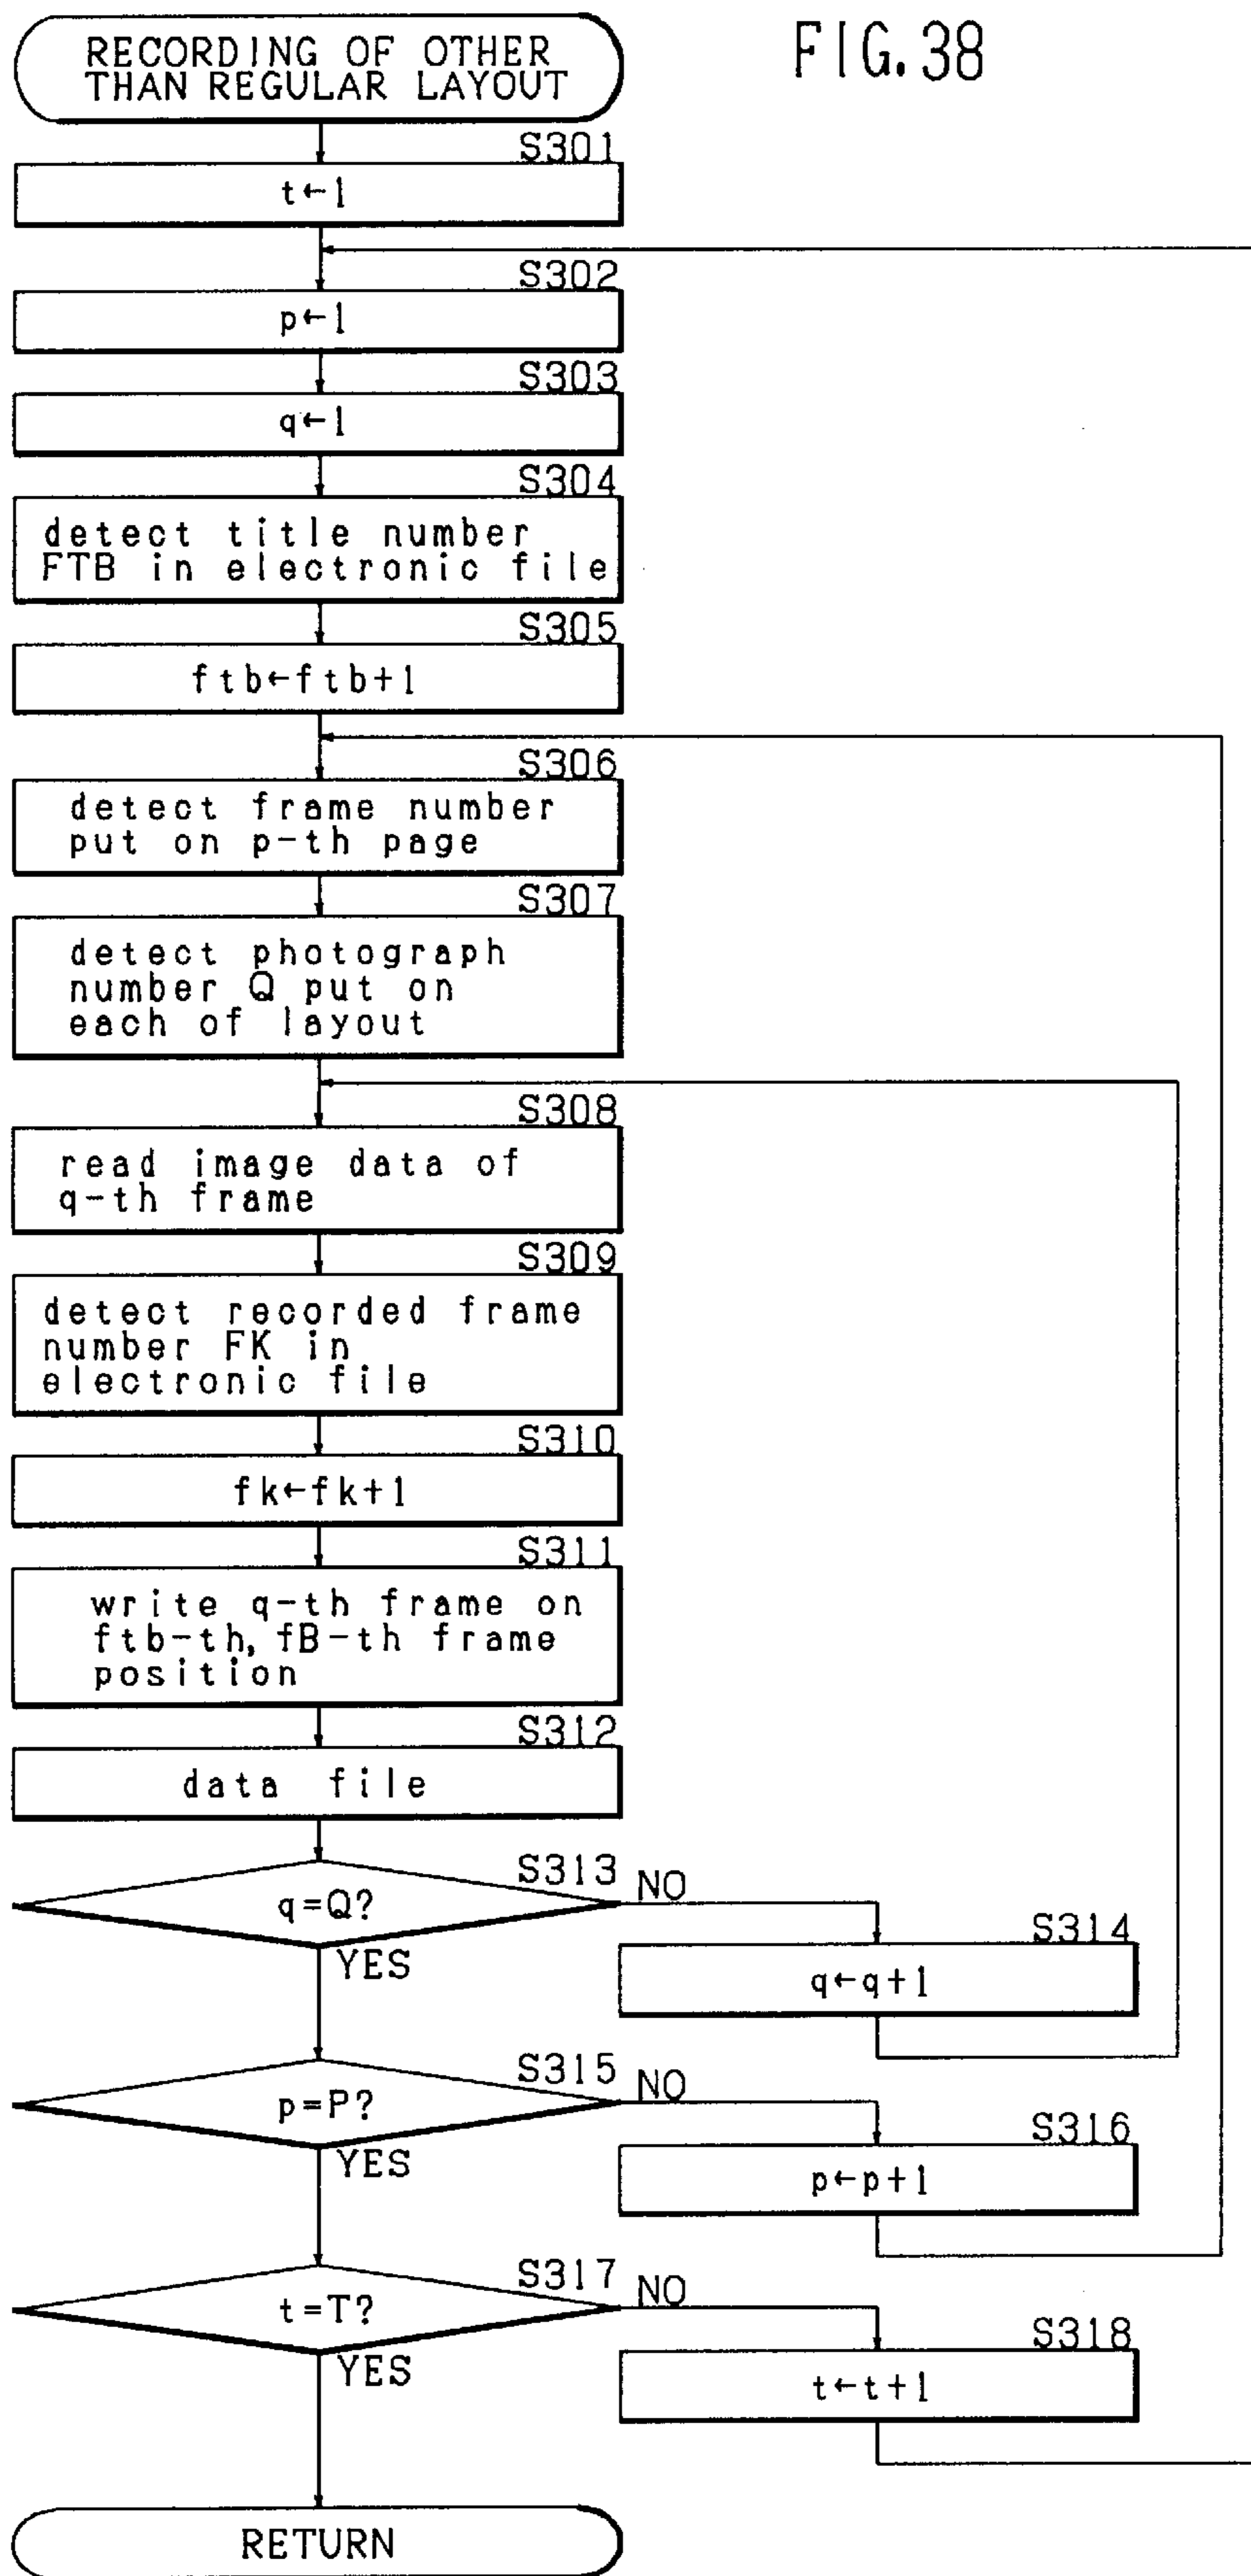 FIG.38
RECORDING OF OTHER
THAN REGULAR LAYOUT
S301
t←1
S302
p←1
S303
q←1
S304
detect title number
FTB in electronic file
S305
ftb←ftb+1
S306
detect frame number
put on p-th page
S307
detect photograph
number Q put on
each of layout
S308
read image data of
q-th frame
S309
detect recorded frame
number FK in
electronic file
S310
fk←fk+1
S311
write q-th frame on
ftb-th, fB-th frame
position
S312
data file
S313
q=Q?
NO
YES
S314
q←q+1
S315
p=P?
NO
YES
S316
p←p+1
S317
t=T?
NO
YES
S318
t←t+1
RETURN